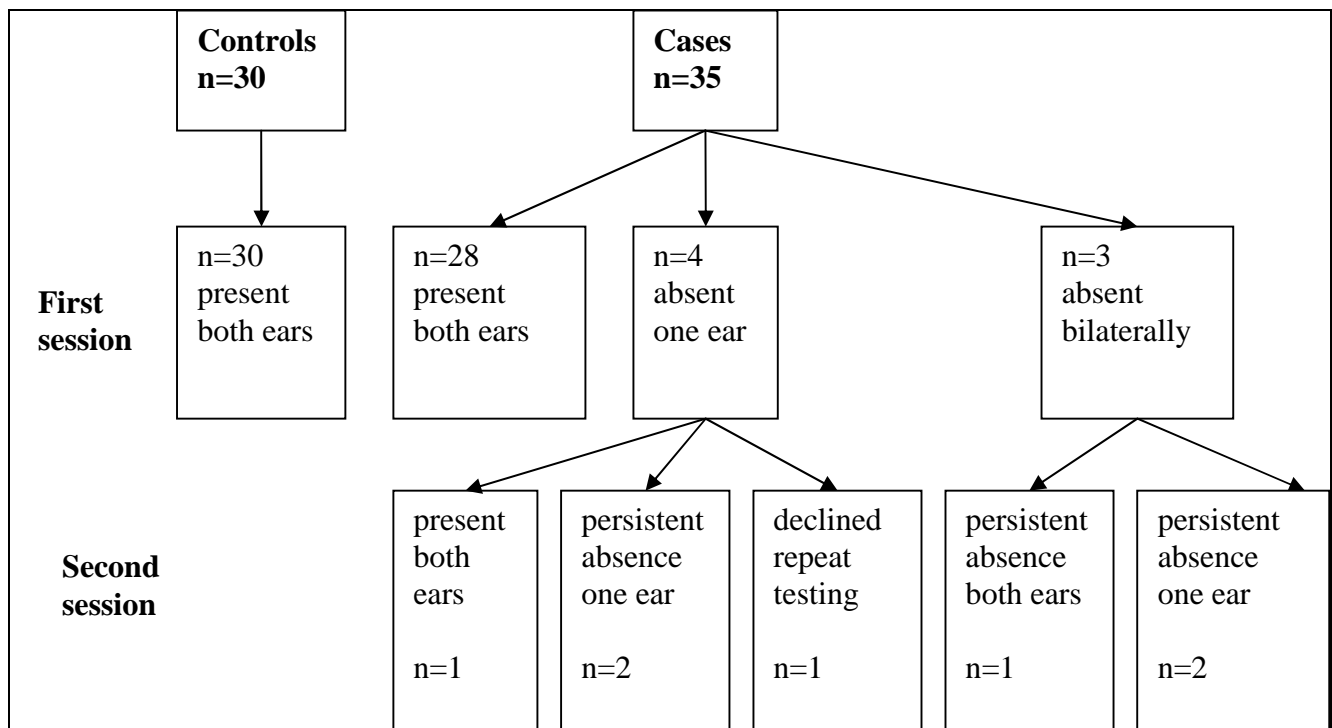 Controls
n=30
Cases
n=35
First
session
n=30
present
both ears
n=28
present
both ears
n=4
absent
one ear
n=3
absent
bilaterally
Second
session
present
both
ears
n=1
persistent
absence
one ear
n=2
declined
repeat
testing
n=1
persistent
absence
both ears
n=1
persistent
absence
one ear
n=2